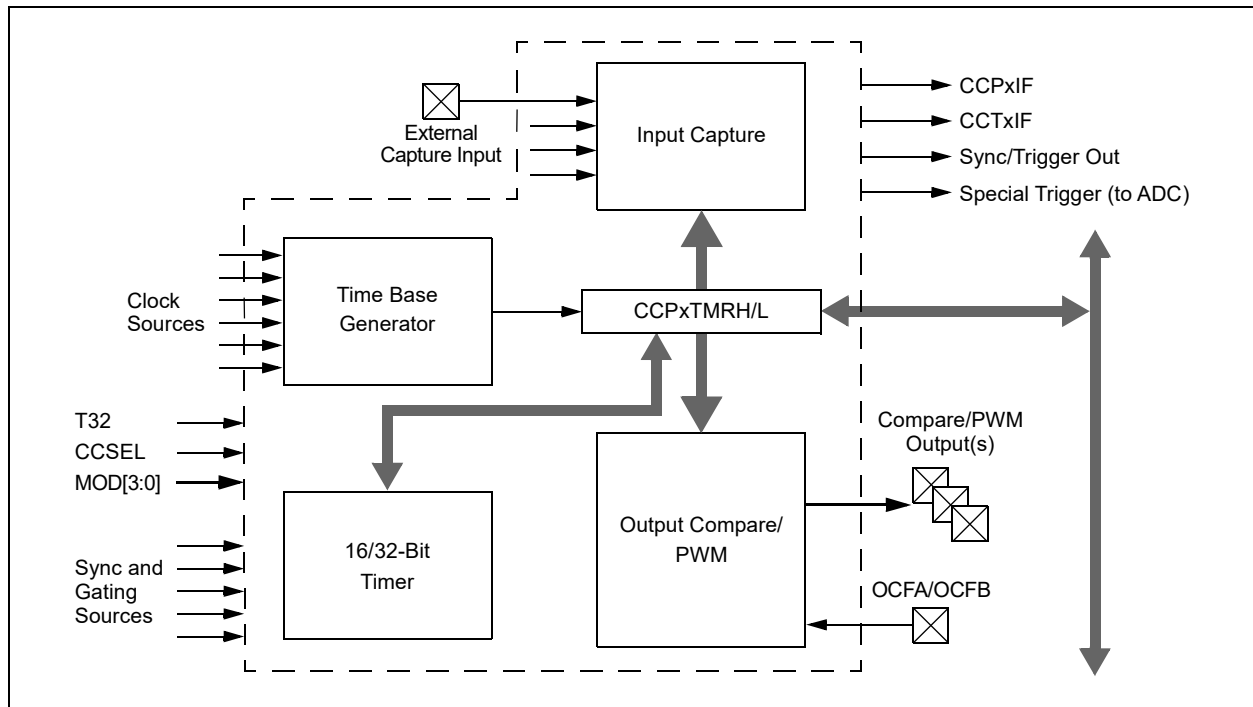 External
Capture Input
Input Capture
CCPxIF
CCTxIF
Sync/Trigger Out
Special Trigger (to ADC)
Clock
Sources
Time Base
Generator
CCPxTMRH/L
T32
CCSEL
MOD[3:0]
Sync and
Gating
Sources
16/32-Bit
Timer
Output Compare/
PWM
Compare/PWM
Output(s)
OCFA/OCFB